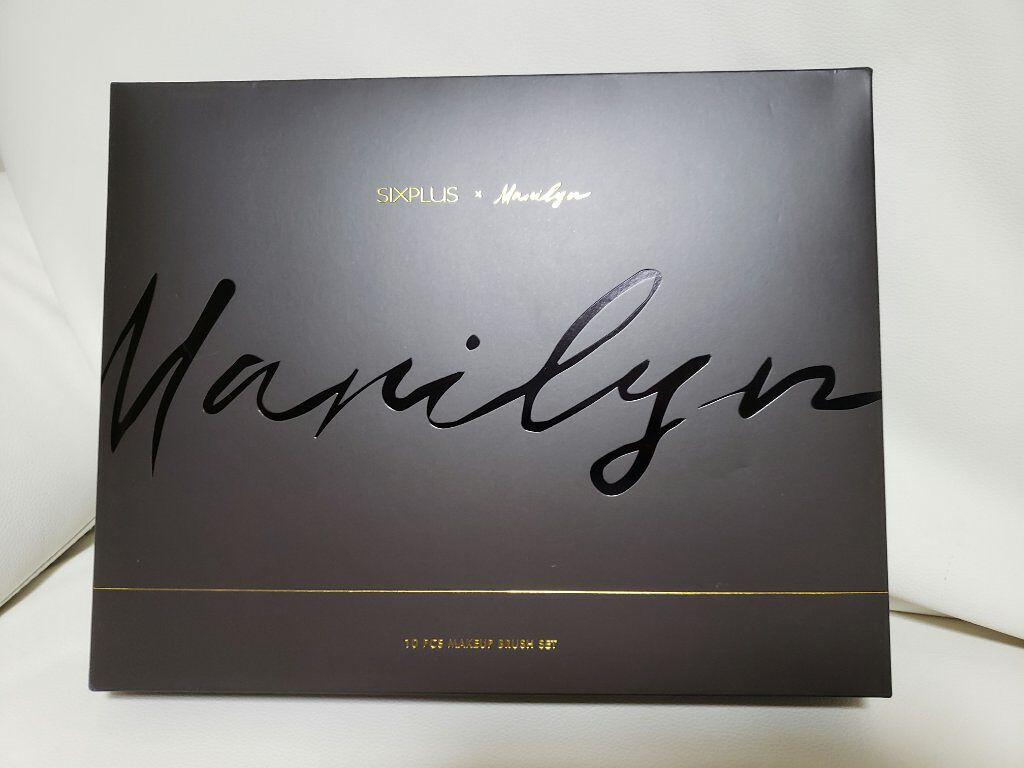 SIXPLUS × Marilyn
Marilyn
10 PCS MAKEUP BRUSH SET